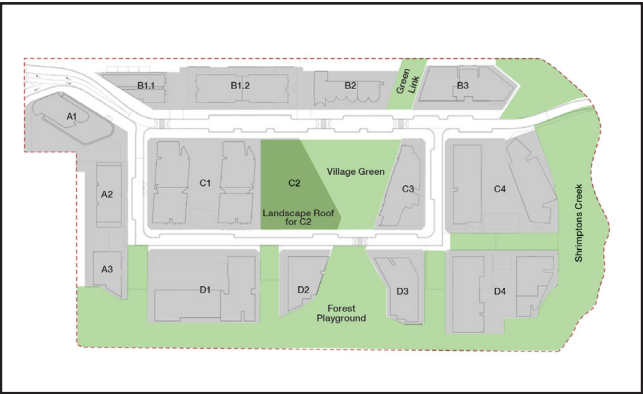 B1.1
B1.2
B2
Green
Link
B3
A1
A2
A3
C1
C2
Landscape Roof
for C2
Village Green
C3
C4
Shrimptons Creek
D1
D2
Forest
Playground
D3
D4